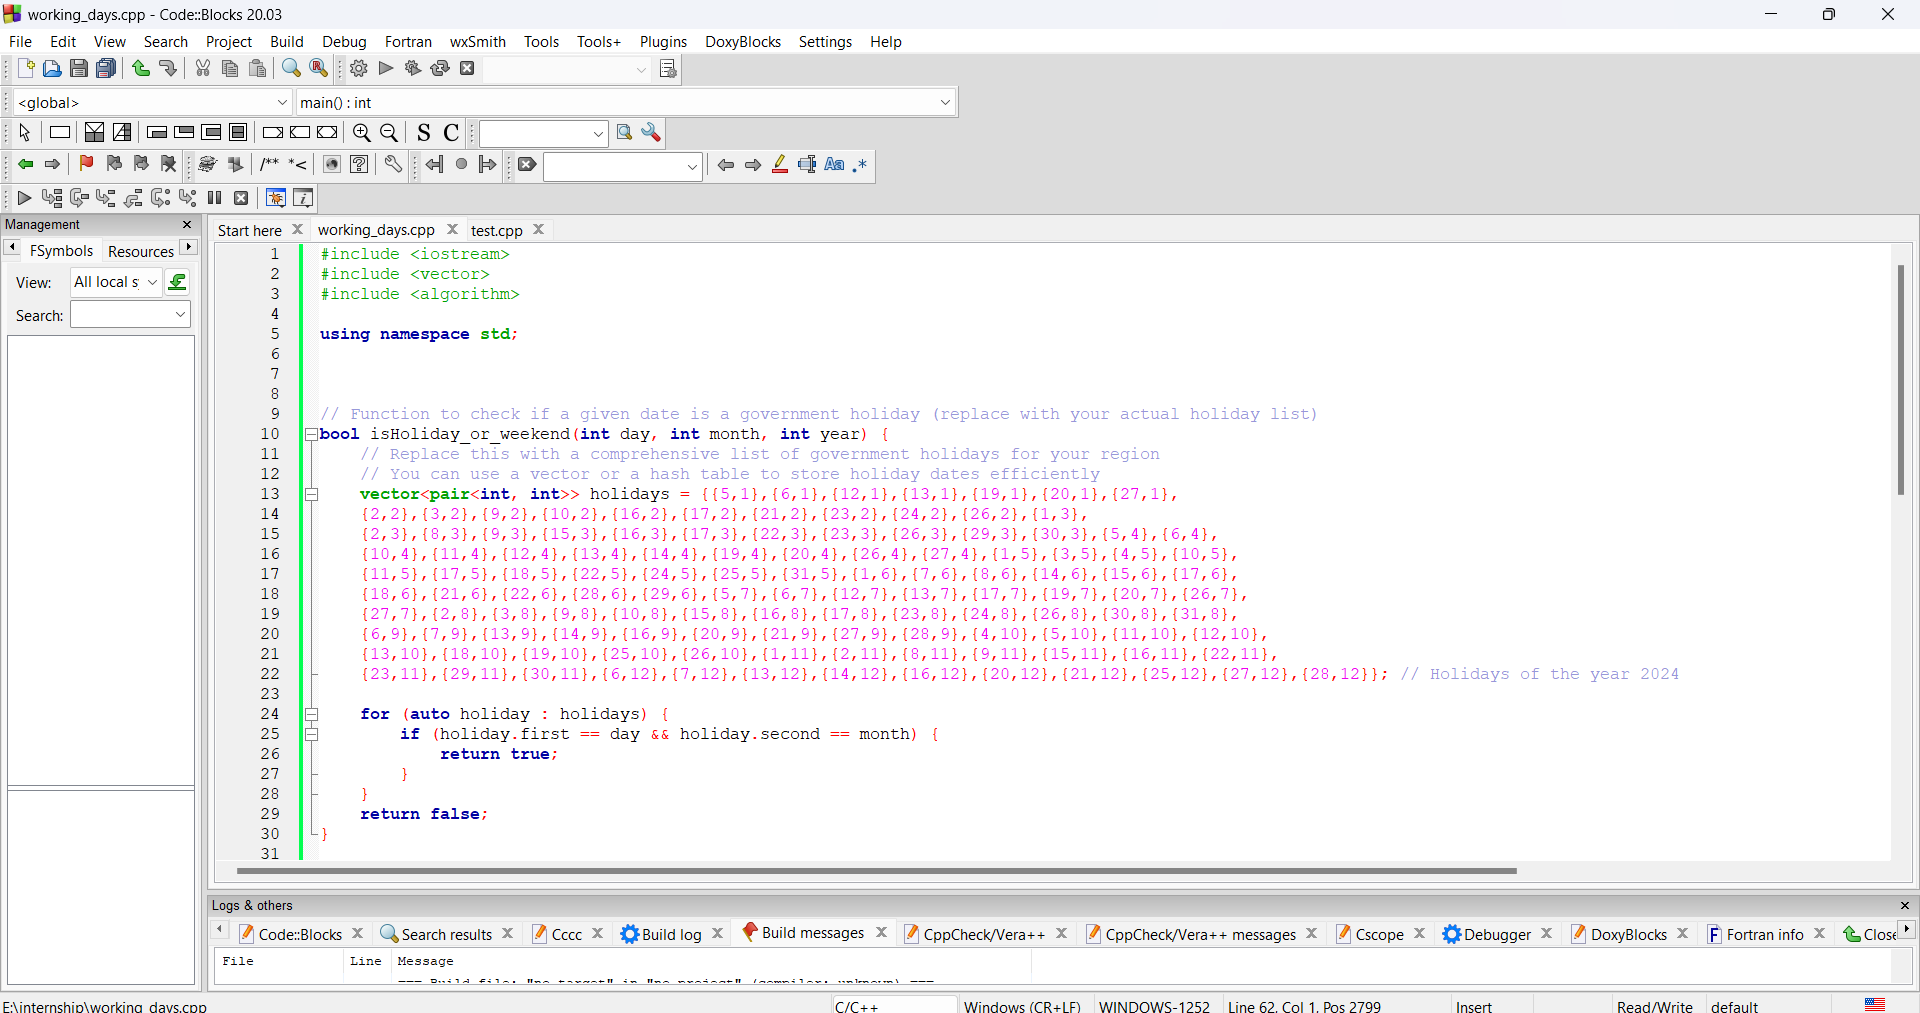 working_days.cpp - Code::Blocks 20.03
File Edit View Search Project Build Debug Fortran wxSmith Tools Tools+ Plugins DoxyBlocks Settings Help
<global> main() : int
S C
/** *<
Aa .*
Management
FSymbols Resources
View: All local s
Search:
Start here working_days.cpp test.cpp
1 #include <iostream>
2 #include <vector>
3 #include <algorithm>
4
5 using namespace std;
6
7
8
9 // Function to check if a given date is a government holiday (replace with your actual holiday list)
10 bool isHoliday_or_weekend(int day, int month, int year) {
11 // Replace this with a comprehensive list of government holidays for your region
12 // You can use a vector or a hash table to store holiday dates efficiently
13 vector<pair<int, int>> holidays = {{5,1},{6,1},{12,1},{13,1},{19,1},{20,1},{27,1},
14 {2,2},{3,2},{9,2},{10,2},{16,2},{17,2},{21,2},{23,2},{24,2},{26,2},{1,3},
15 {2,3},{8,3},{9,3},{15,3},{16,3},{17,3},{22,3},{23,3},{26,3},{29,3},{30,3},{5,4},{6,4},
16 {10,4},{11,4},{12,4},{13,4},{14,4},{19,4},{20,4},{26,4},{27,4},{1,5},{3,5},{4,5},{10,5},
17 {11,5},{17,5},{18,5},{22,5},{24,5},{25,5},{31,5},{1,6},{7,6},{8,6},{14,6},{15,6},{17,6},
18 {18,6},{21,6},{22,6},{28,6},{29,6},{5,7},{6,7},{12,7},{13,7},{17,7},{19,7},{20,7},{26,7},
19 {27,7},{2,8},{3,8},{9,8},{10,8},{15,8},{16,8},{17,8},{23,8},{24,8},{26,8},{30,8},{31,8},
20 {6,9},{7,9},{13,9},{14,9},{16,9},{20,9},{21,9},{27,9},{28,9},{4,10},{5,10},{11,10},{12,10},
21 {13,10},{18,10},{19,10},{25,10},{26,10},{1,11},{2,11},{8,11},{9,11},{15,11},{16,11},{22,11},
22 {23,11},{29,11},{30,11},{6,12},{7,12},{13,12},{14,12},{16,12},{20,12},{21,12},{25,12},{27,12},{28,12}}; // Holidays of the year 2024
23
24 for (auto holiday : holidays) {
25 if (holiday.first == day && holiday.second == month) {
26 return true;
27 }
28 }
29 return false;
30 }
31
Logs & others
Code::Blocks Search results Cccc Build log Build messages CppCheck/Vera++ CppCheck/Vera++ messages Cscope Debugger DoxyBlocks Fortran info Close
File Line Message
=== Build file: "no target" in "no project" (compiler: unknown) ===
E:\internship\working_days.cpp C/C++ Windows (CR+LF) WINDOWS-1252 Line 62, Col 1, Pos 2799 Insert Read/Write default